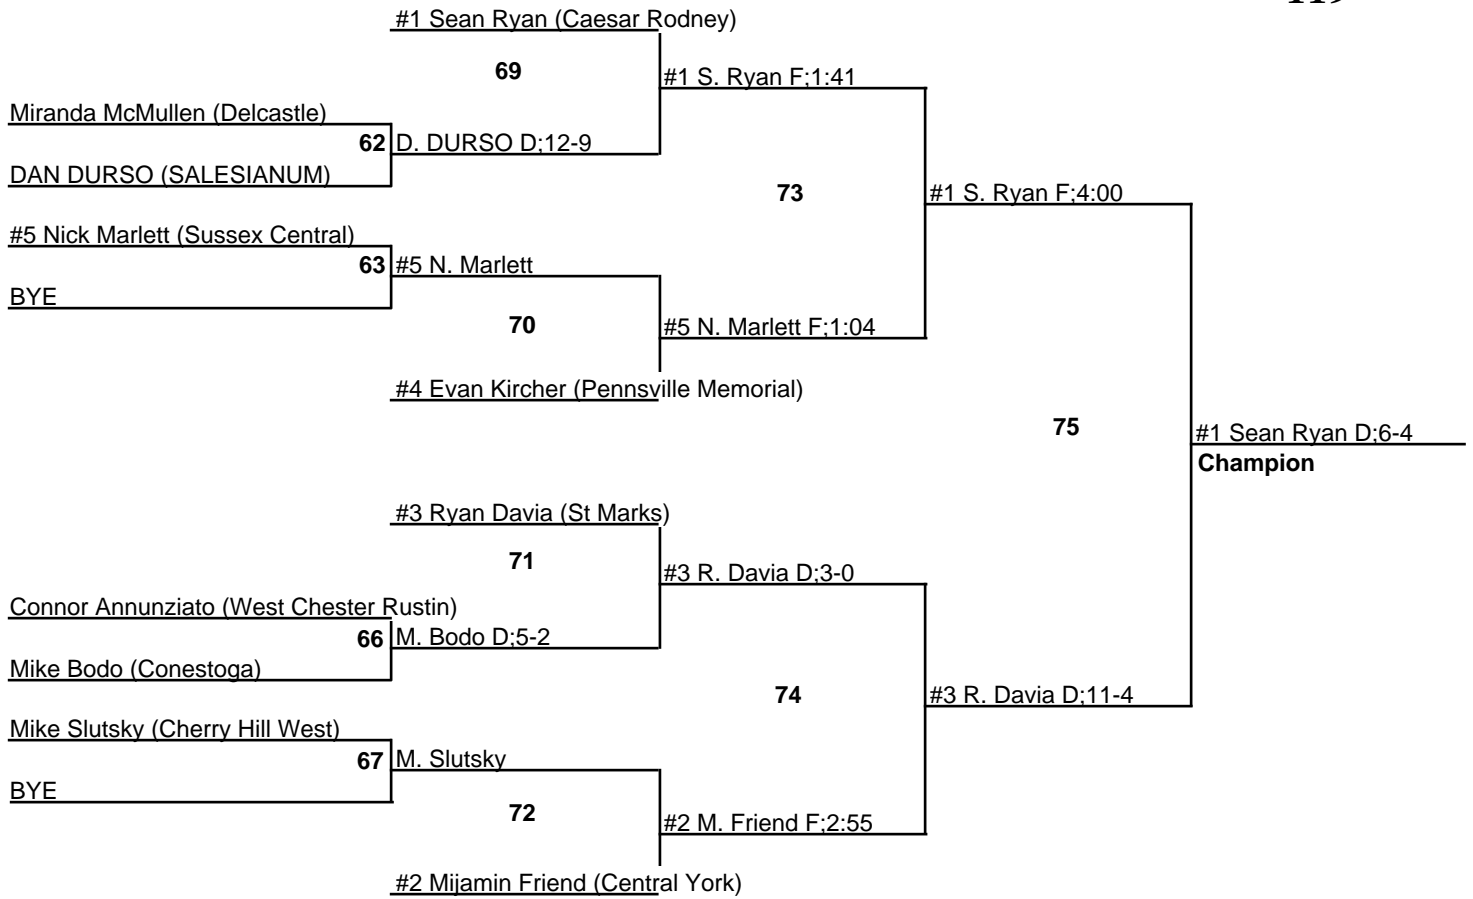 #1 Sean Ryan (Caesar Rodney)
69
#1 S. Ryan F;1:41
Miranda McMullen (Delcastle)
62 D. DURSO D;12-9
DAN DURSO (SALESIANUM)
73
#1 S. Ryan F;4:00
#5 Nick Marlett (Sussex Central)
63 #5 N. Marlett
BYE
70
#5 N. Marlett F;1:04
#4 Evan Kircher (Pennsville Memorial)
75
#1 Sean Ryan D;6-4
Champion
#3 Ryan Davia (St Marks)
71
#3 R. Davia D;3-0
Connor Annunziato (West Chester Rustin)
66 M. Bodo D;5-2
Mike Bodo (Conestoga)
74
#3 R. Davia D;11-4
Mike Slutsky (Cherry Hill West)
67 M. Slutsky
BYE
72
#2 M. Friend F;2:55
#2 Mijamin Friend (Central York)